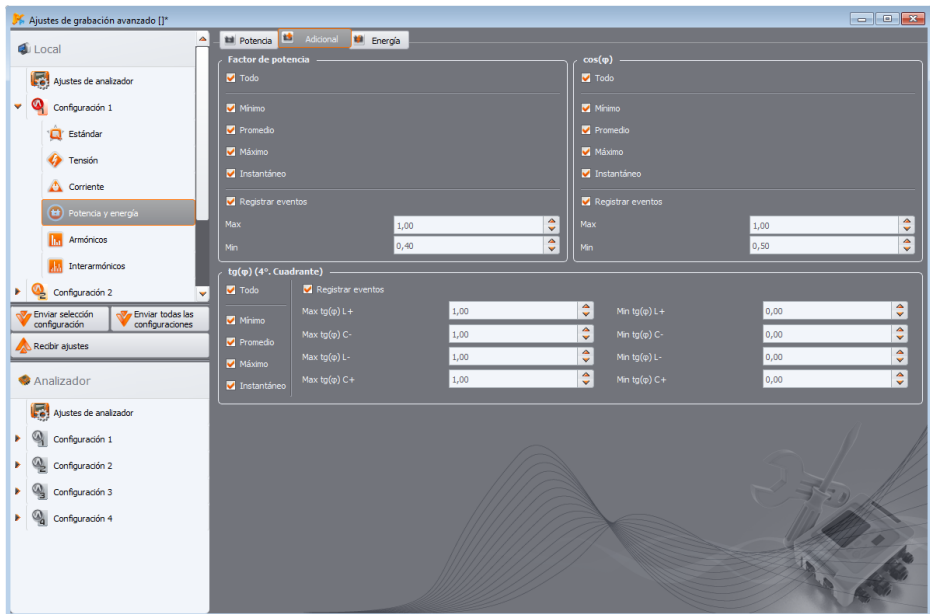 Ajustes de grabación avanzado []*
Local
Ajustes de analizador
Configuración 1
Estándar
Tensión
Corriente
Potencia y energía
Armónicos
Interarmónicos
Configuración 2
Enviar selección configuración
Enviar todas las configuraciones
Recibir ajustes
Analizador
Ajustes de analizador
Configuración 1
Configuración 2
Configuración 3
Configuración 4
Potencia Adicional Energía
Factor de potencia
Todo
Mínimo
Promedio
Máximo
Instantáneo
Registrar eventos
Max 1,00
Min 0,40
cos(φ)
Todo
Mínimo
Promedio
Máximo
Instantáneo
Registrar eventos
Max 1,00
Min 0,50
tg(φ) (4º. Cuadrante)
Todo
Mínimo
Promedio
Máximo
Instantáneo
Registrar eventos
Max tg(φ) L+ 1,00 Min tg(φ) L+ 0,00
Max tg(φ) C- 1,00 Min tg(φ) C- 0,00
Max tg(φ) L- 1,00 Min tg(φ) L- 0,00
Max tg(φ) C+ 1,00 Min tg(φ) C+ 0,00